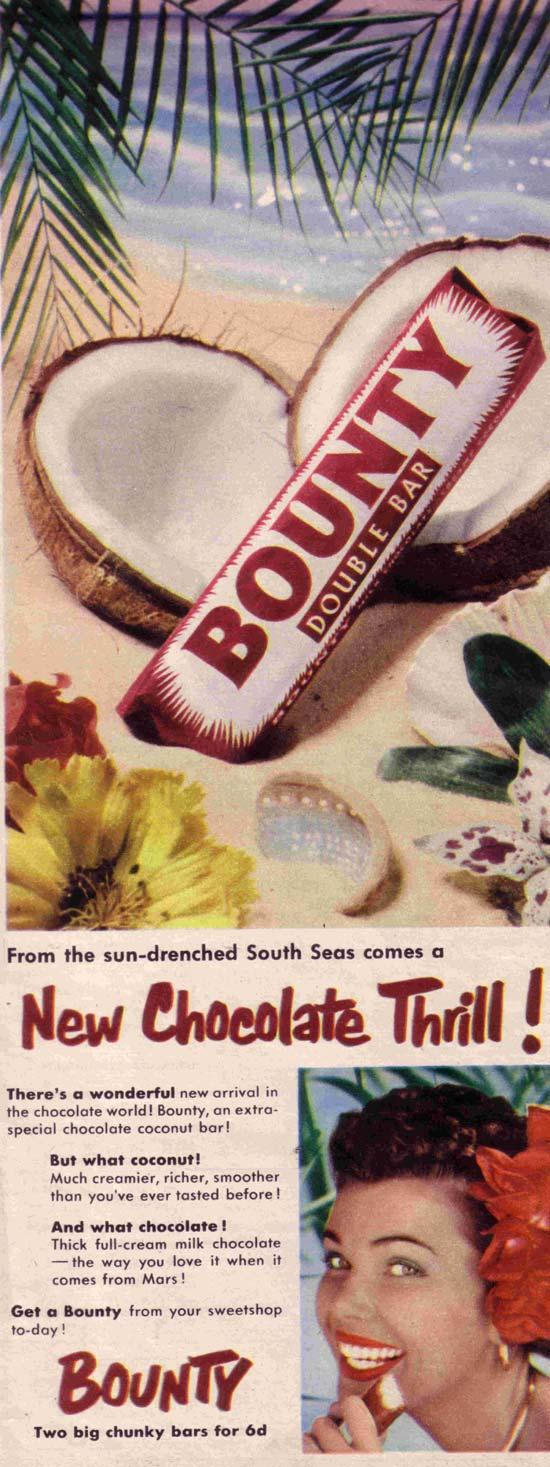 BOUNTY
DOUBLE BAR
From the sun-drenched South Seas comes a
New Chocolate Thrill!
There's a wonderful new arrival in
the chocolate world! Bounty, an extra-
special chocolate coconut bar!
But what coconut!
Much creamier, richer, smoother
than you've ever tasted before!
And what chocolate!
Thick full-cream milk chocolate
— the way you love it when it
comes from Mars!
Get a Bounty from your sweetshop
to-day!
BOUNTY
Two big chunky bars for 6d